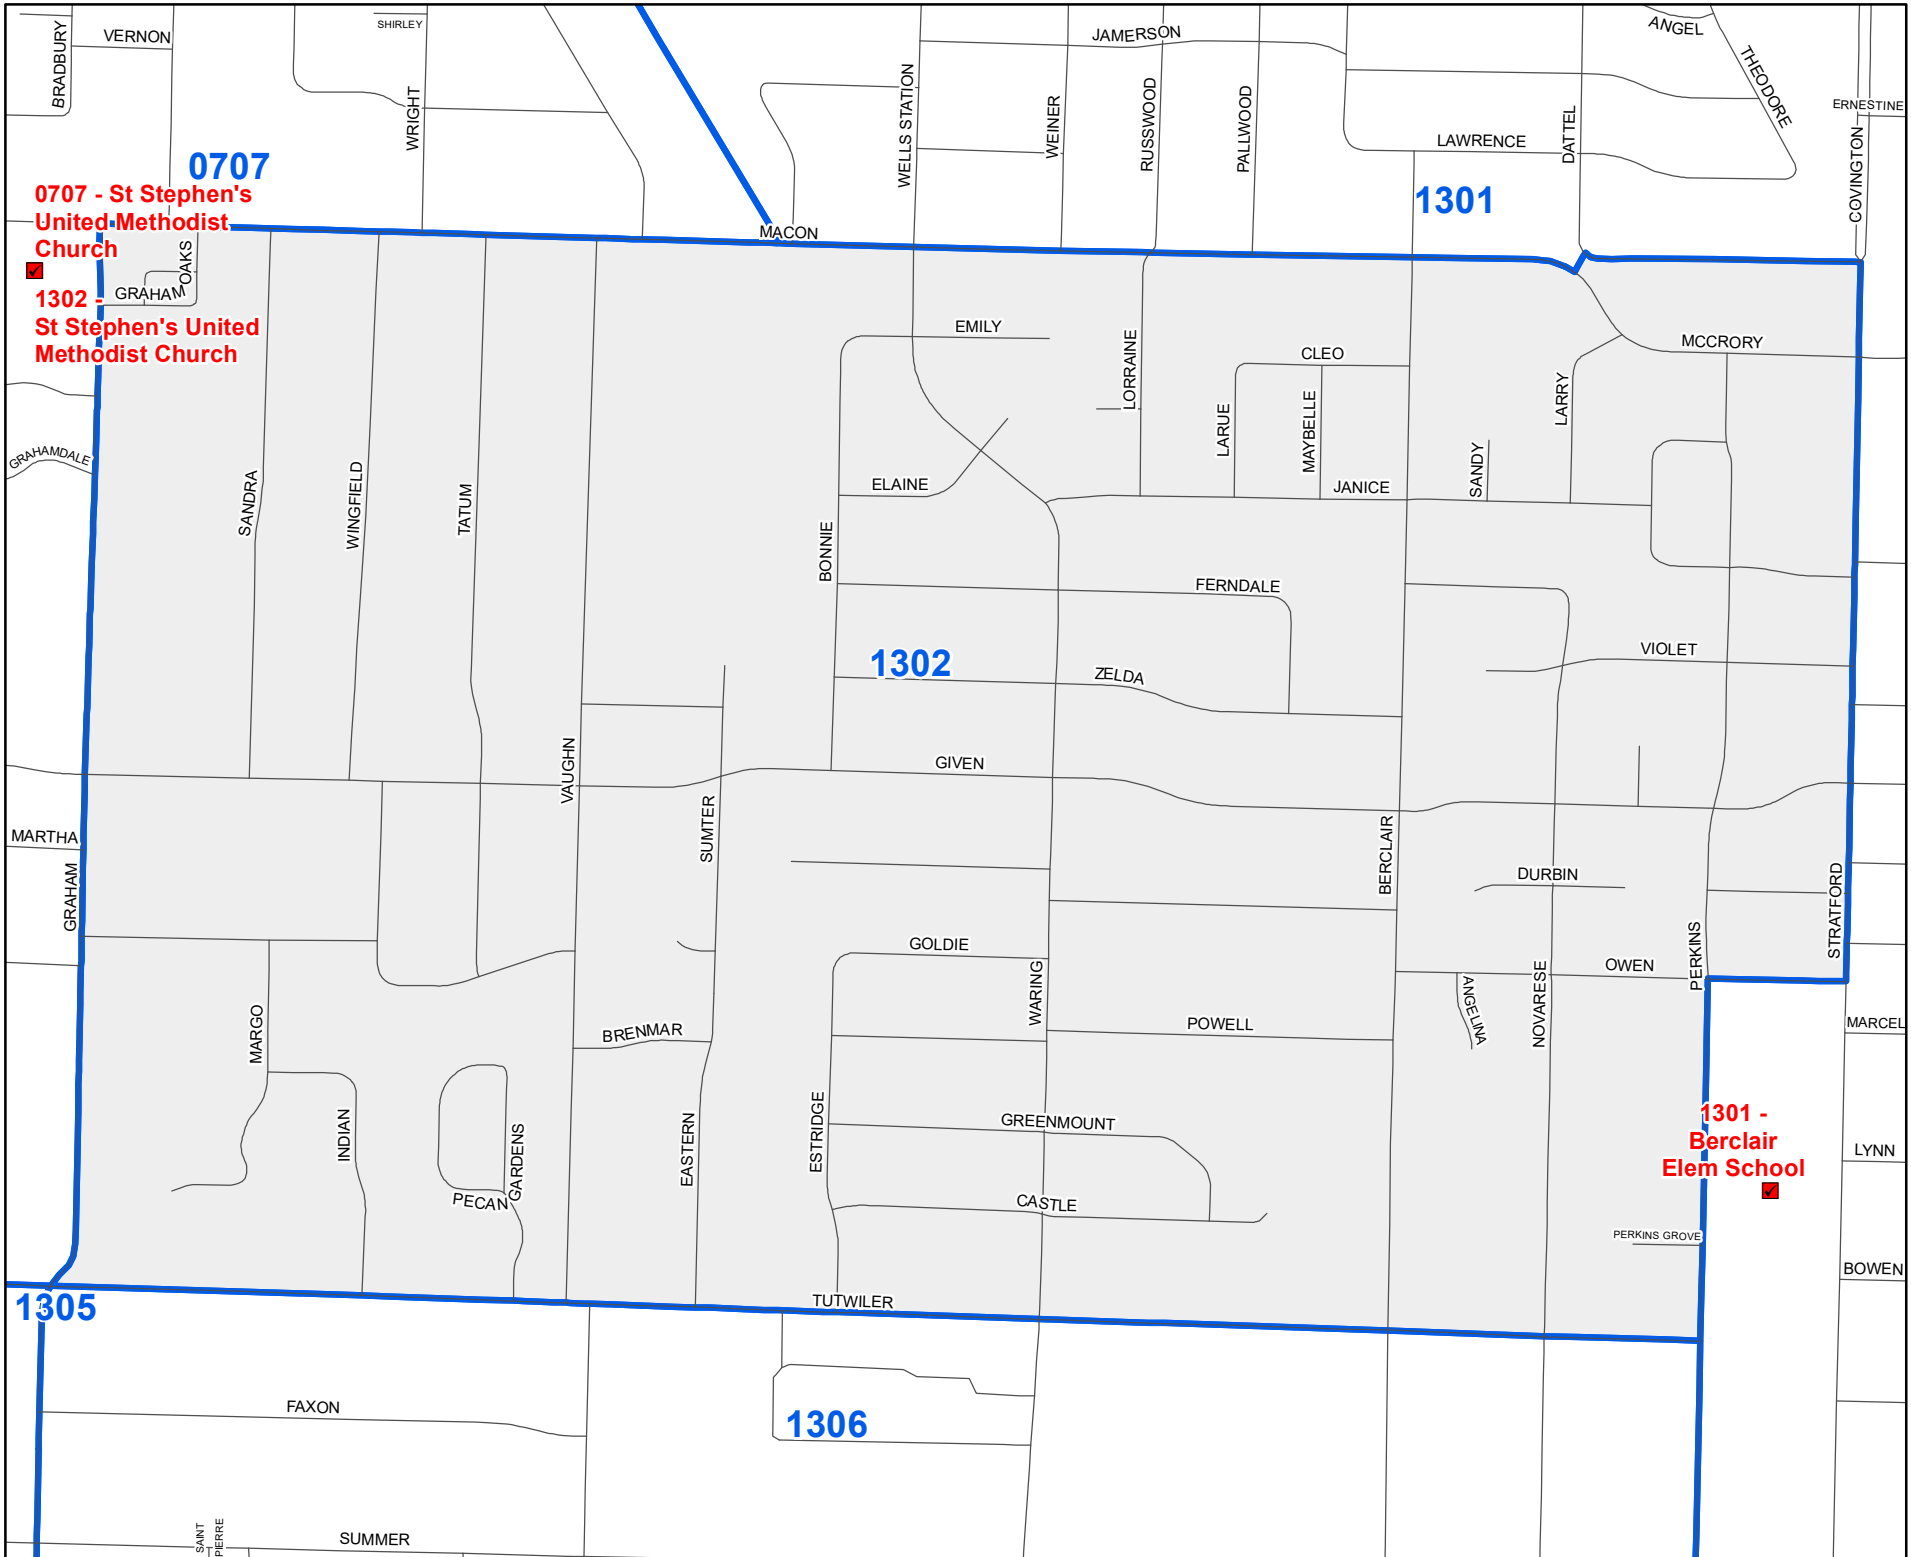 BRADBURY
VERNON
SHIRLEY
WRIGHT
JAMERSON
ANGEL
THEODORE
ERNESTINE
WELLS STATION
WEINER
RUSSWOOD
PALLWOOD
LAWRENCE
DATTEL
COVINGTON
0707
1301
0707 - St Stephen's
United Methodist
Church
MACON
OAKS
GRAHAM
1302 -
St Stephen's United
Methodist Church
EMILY
LORRAINE
CLEO
MCCRORY
LARUE
MAYBELLE
LARRY
GRAHAMDALE
SANDRA
WINGFIELD
TATUM
ELAINE
JANICE
SANDY
BONNIE
FERNDALE
1302
ZELDA
VIOLET
VAUGHN
GIVEN
MARTHA
GRAHAM
SUMTER
BERCLAIR
DURBIN
STRATFORD
GOLDIE
WARING
OWEN
PERKINS
ANGELINA
NOVARESE
MARGO
BRENMAR
POWELL
MARCEL
INDIAN
GARDENS
PECAN
EASTERN
ESTRIDGE
GREENMOUNT
1301 -
Berclair
Elem School
LYNN
CASTLE
PERKINS GROVE
BOWEN
1305
TUTWILER
FAXON
1306
SAINT
PIERRE
SUMMER